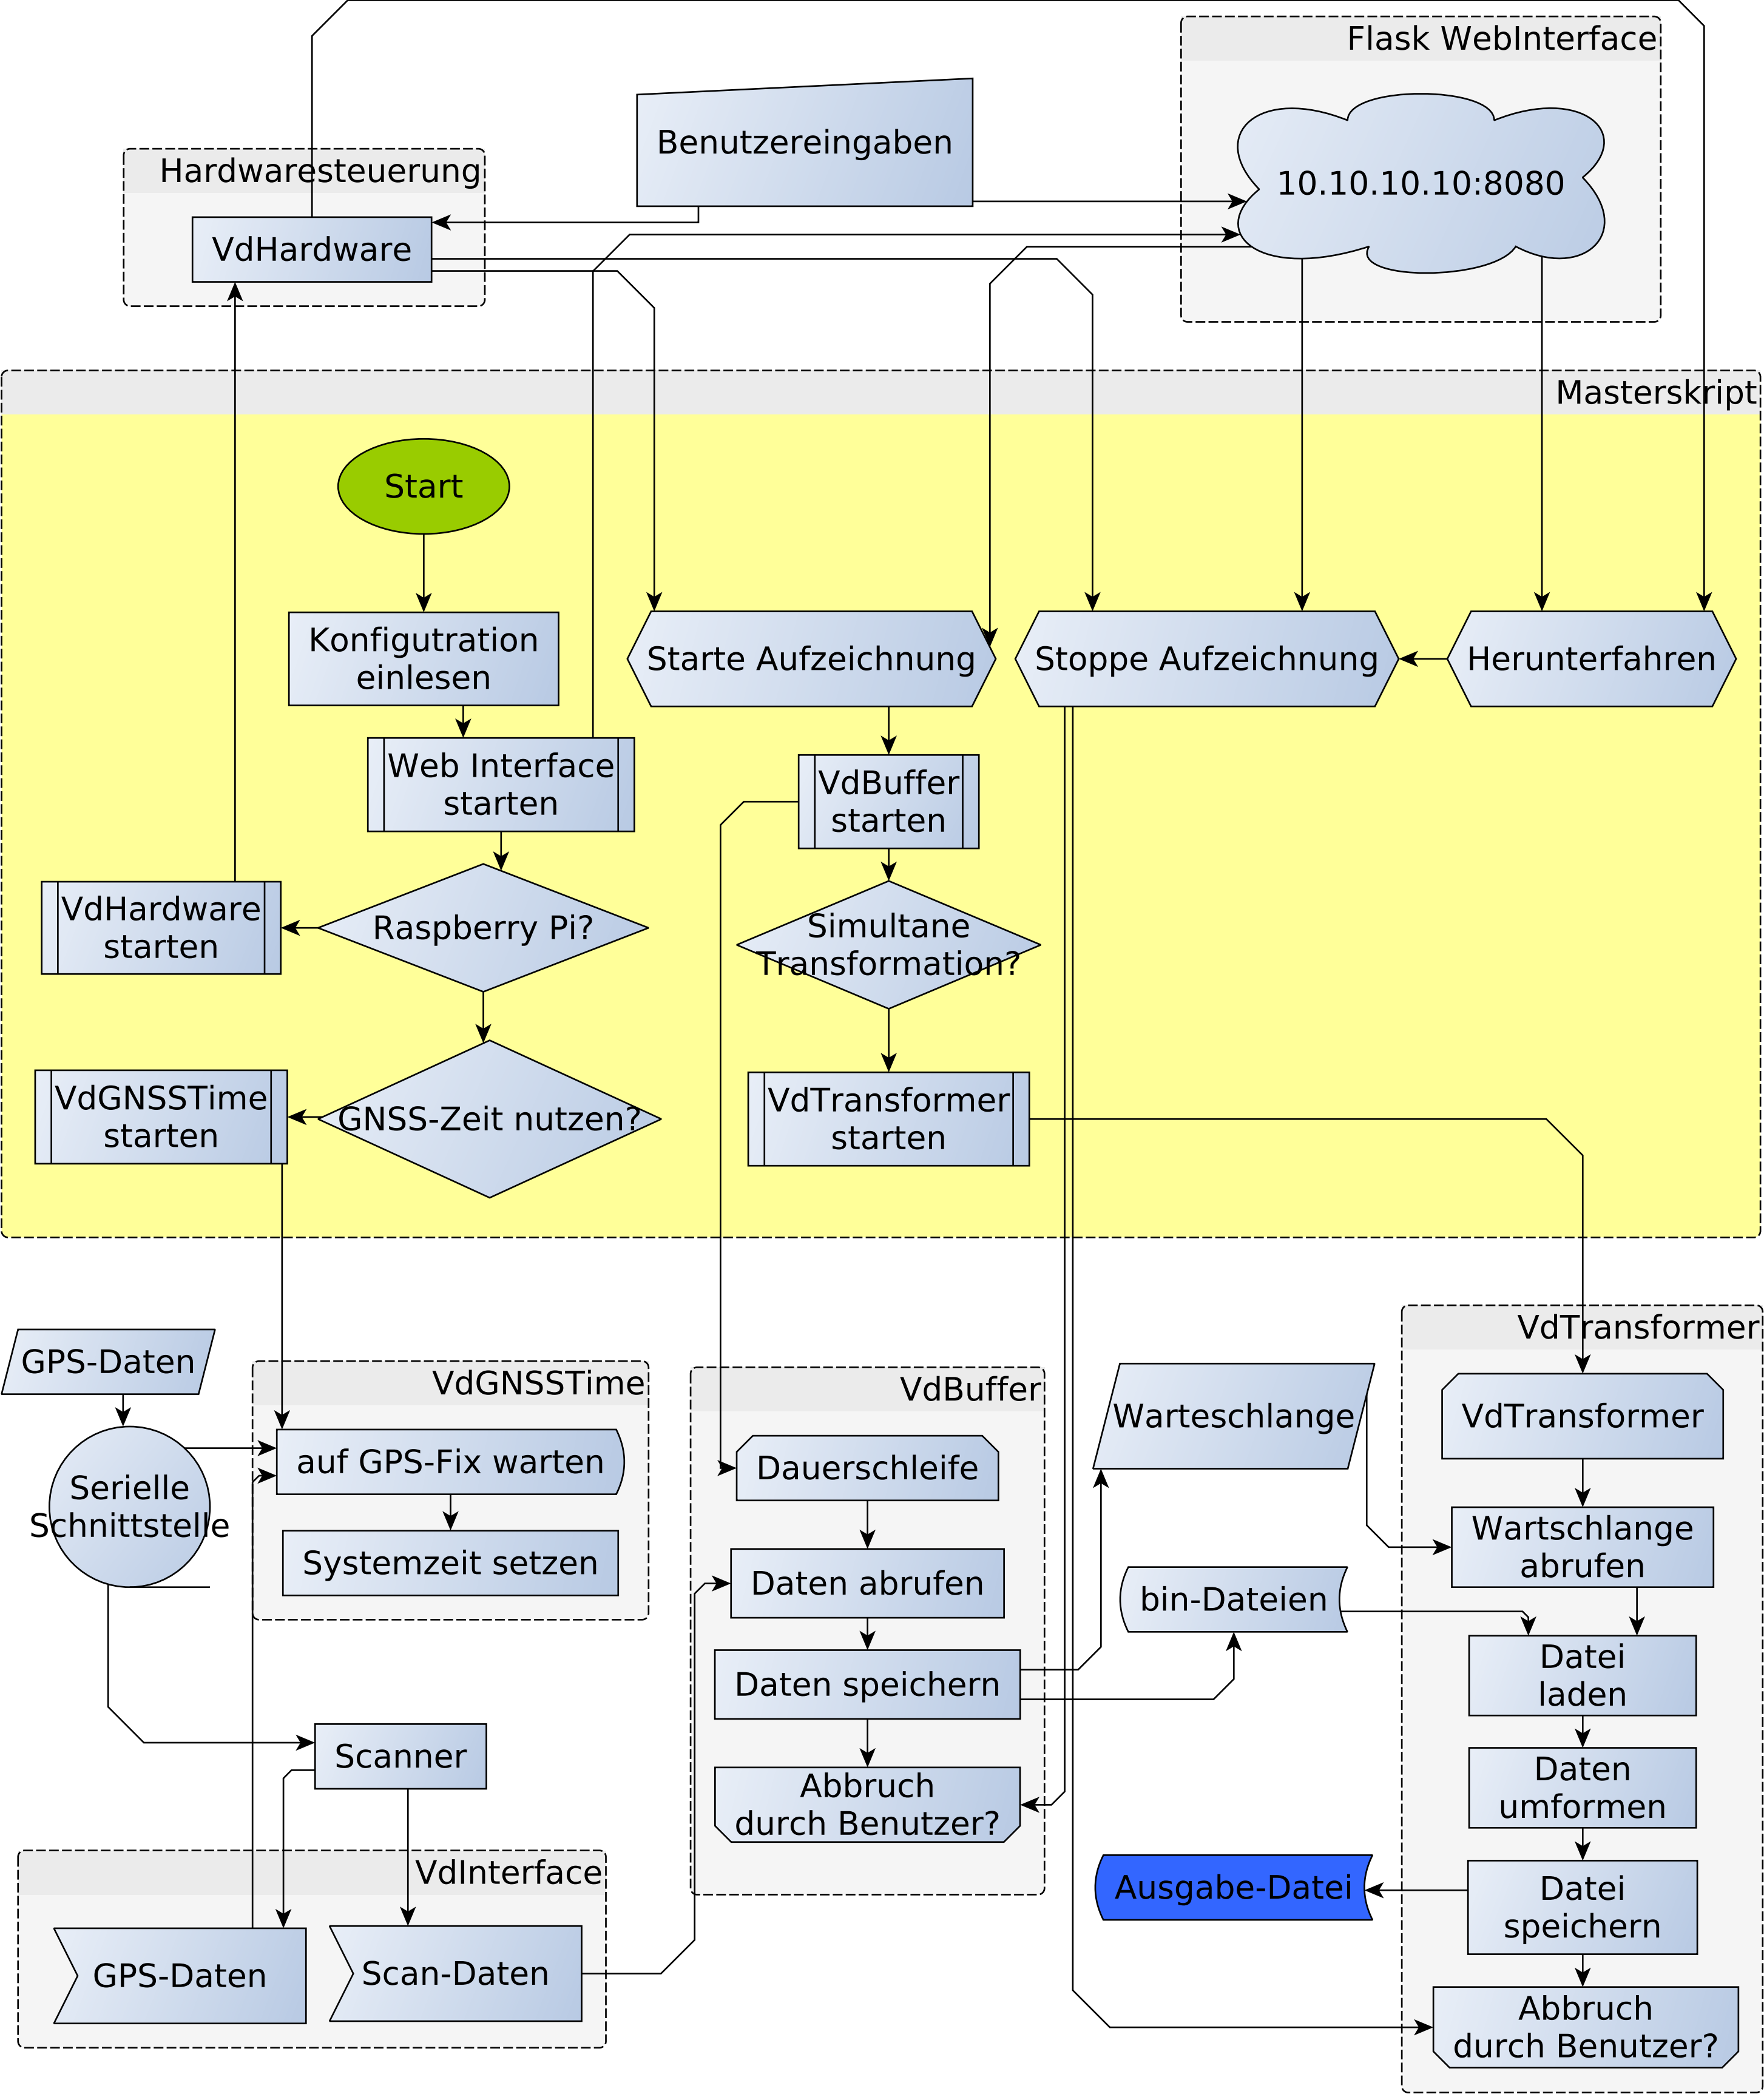 Flask WebInterface
Benutzereingaben
10.10.10.10:8080
Hardwaresteuerung
VdHardware
Masterskript
Start
Konfigutration
einlesen
Starte Aufzeichnung
Stoppe Aufzeichnung
Herunterfahren
Web Interface
starten
VdBuffer
starten
VdHardware
starten
Raspberry Pi?
Simultane
Transformation?
VdGNSSTime
starten
GNSS-Zeit nutzen?
VdTransformer
starten
GPS-Daten
Serielle
Schnittstelle
VdGNSSTime
auf GPS-Fix warten
Systemzeit setzen
Scanner
VdInterface
GPS-Daten
Scan-Daten
VdBuffer
Dauerschleife
Daten abrufen
Daten speichern
Abbruch
durch Benutzer?
Warteschlange
bin-Dateien
Ausgabe-Datei
VdTransformer
VdTransformer
Wartschlange
abrufen
Datei
laden
Daten
umformen
Datei
speichern
Abbruch
durch Benutzer?